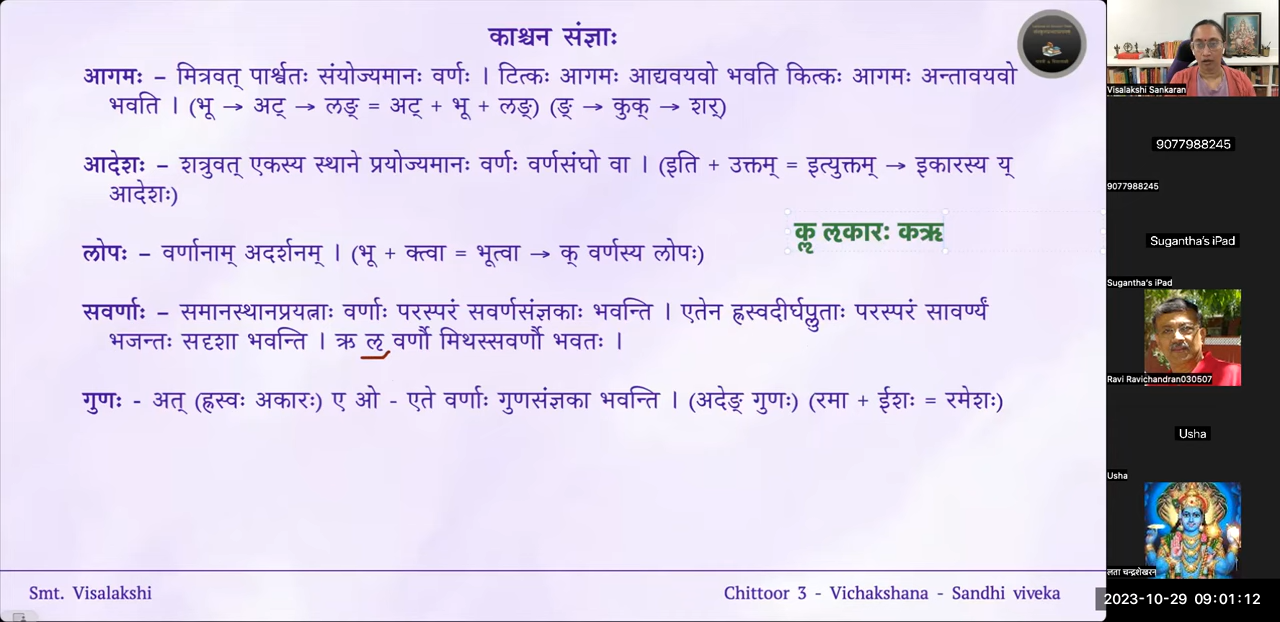 काश्चन संज्ञाः
आगमः – मित्रवत् पार्श्वतः संयोज्यमानः वर्णः । टित्कः आगमः आद्यवयवो भवति कित्कः आगमः अन्तावयवो
भवति । (भू → अट् → लङ् = अट् + भू + लङ्) (ङ् → कुक् → शर्)
आदेशः – शत्रुवत् एकस्य स्थाने प्रयोज्यमानः वर्णः वर्णसंघो वा । (इति + उक्तम् = इत्युक्तम् → इकारस्य य्
आदेशः)
कॢ ऌकारः कऋ
लोपः – वर्णानाम् अदर्शनम् । (भू + क्त्वा = भूत्वा → क् वर्णस्य लोपः)
सवर्णाः – समानस्थानप्रयत्नाः वर्णाः परस्परं सवर्णसंज्ञकाः भवन्ति । एतेन ह्रस्वदीर्घप्लुताः परस्परं सावर्ण्यं
भजन्तः सदृशा भवन्ति । ऋ ऌ वर्णौ मिथस्सवर्णौ भवतः ।
गुणः - अत् (ह्रस्वः अकारः) ए ओ - एते वर्णाः गुणसंज्ञका भवन्ति । (अदेङ् गुणः) (रमा + ईशः = रमेशः)
Smt. Visalakshi
Chittoor 3 - Vichakshana - Sandhi viveka
Visalakshi Sankaran
9077988245
9077988245
Sugantha's iPad
Sugantha's iPad
Ravi Ravichandran030507
Usha
Usha
लता चन्द्रशेखरन
2023-10-29 09:01:12